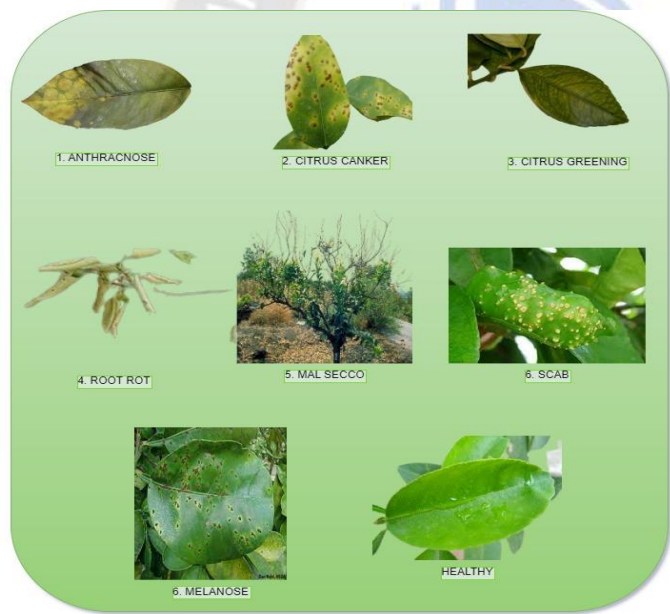 1. ANTHRACNOSE
2. CITRUS CANKER
3. CITRUS GREENING
4. ROOT ROT
5. MAL SECCO
6. SCAB
6. MELANOSE
HEALTHY